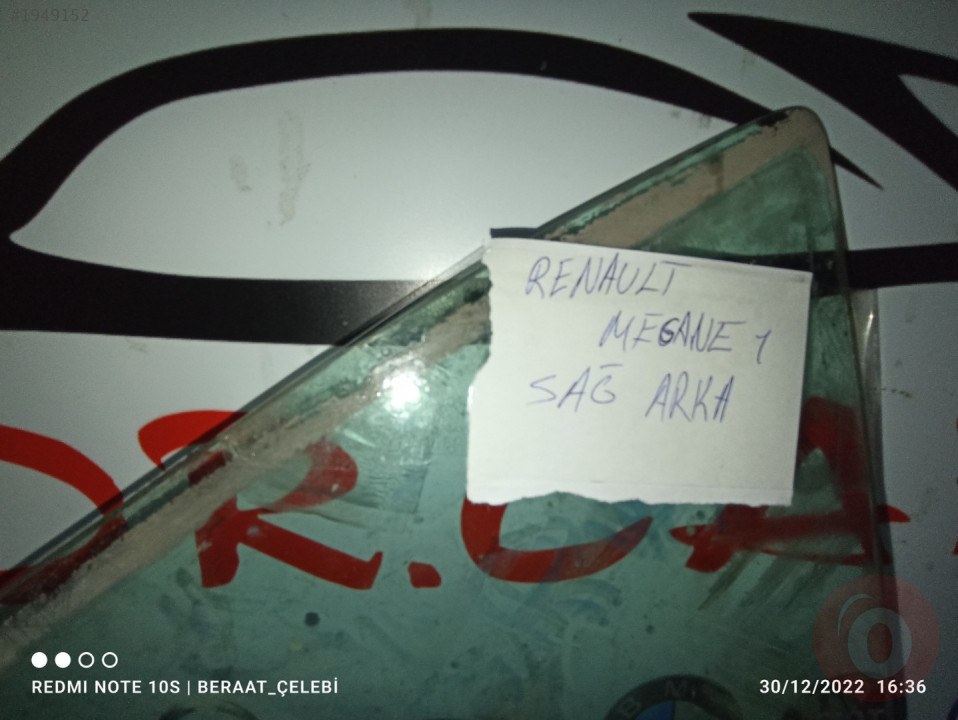 #1949152
RENAULT
MEGANE 1
SAĞ ARKA
REDMI NOTE 10S | BERAAT_ÇELEBİ
30/12/2022 16:36